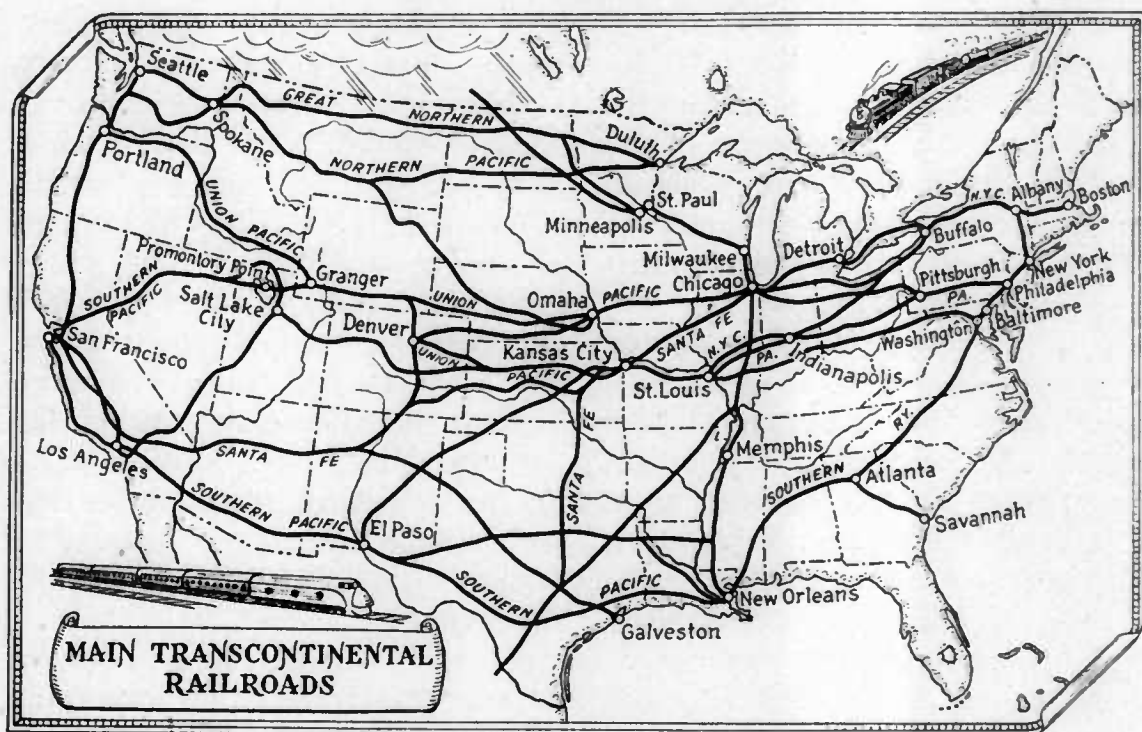 Seattle
GREAT
NORTHERN
Duluth
Spokane
Portland
NORTHERN
PACIFIC
St. Paul
Minneapolis
N.Y.C.
Albany
Boston
UNION
PACIFIC
Buffalo
Promontory Point
Granger
Milwaukee
Detroit
Chicago
Pittsburgh
New York
SOUTHERN
PACIFIC
Salt Lake
City
UNION
Omaha
PACIFIC
PA.
Philadelphia
Baltimore
Washington
San Francisco
Denver
UNION
PACIFIC
Kansas City
SANTA FE
N.Y.C.
PA.
Indianapolis
St. Louis
Los Angeles
SANTA FE
SANTA FE
Memphis
SOUTHERN RY.
Atlanta
Savannah
SOUTHERN PACIFIC
El Paso
SOUTHERN
PACIFIC
New Orleans
Galveston
MAIN TRANSCONTINENTAL
RAILROADS